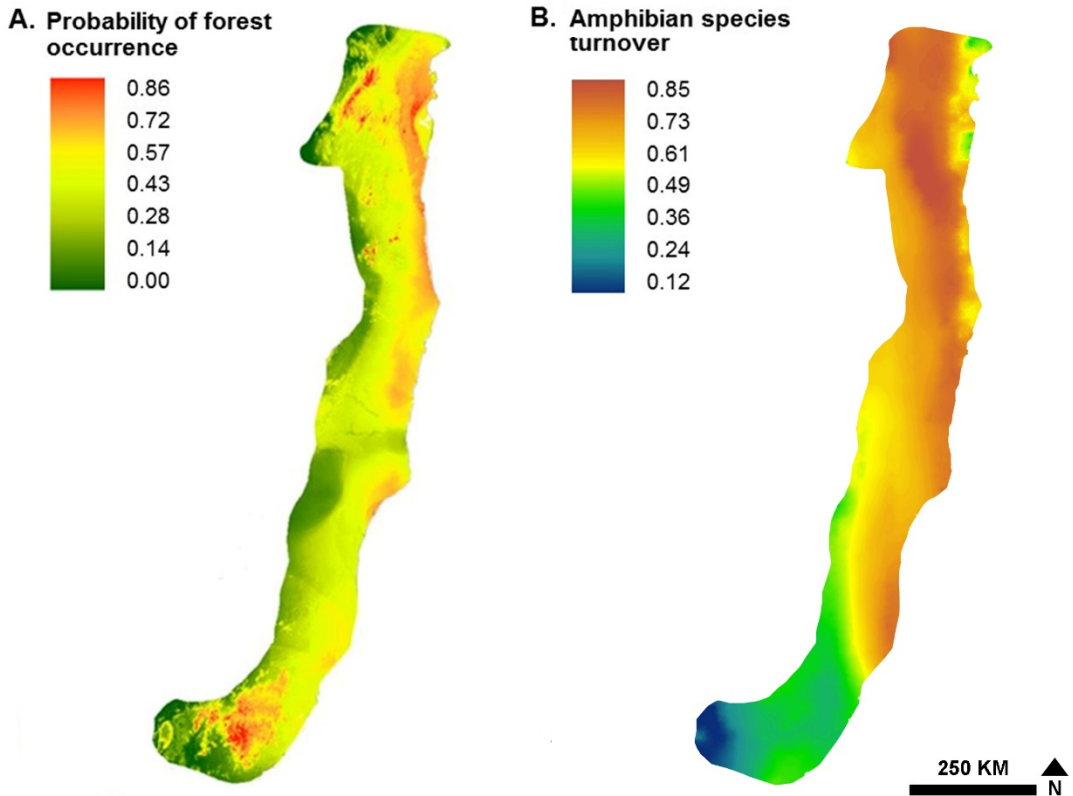 A. Probability of forest
occurrence
0.86
0.72
0.57
0.43
0.28
0.14
0.00
B. Amphibian species
turnover
0.85
0.73
0.61
0.49
0.36
0.24
0.12
250 KM
N